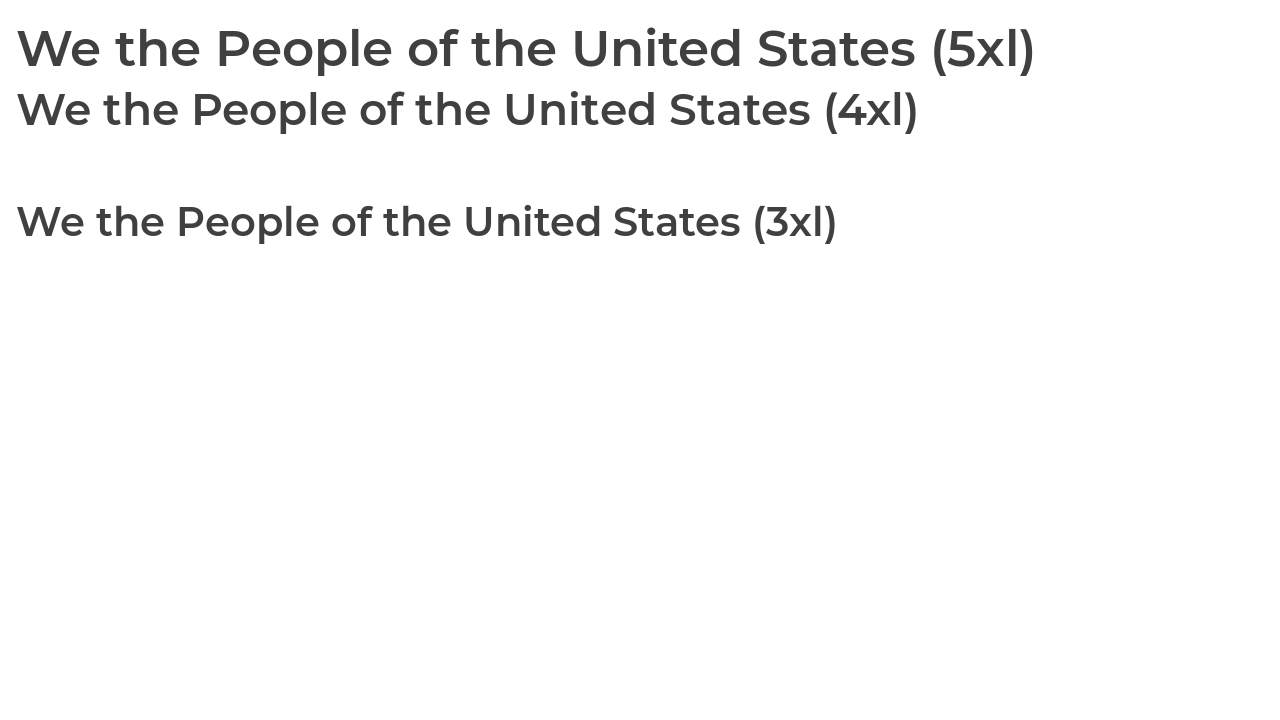 We the People of the United States (5xl)
We the People of the United States (4xl)
We the People of the United States (3xl)